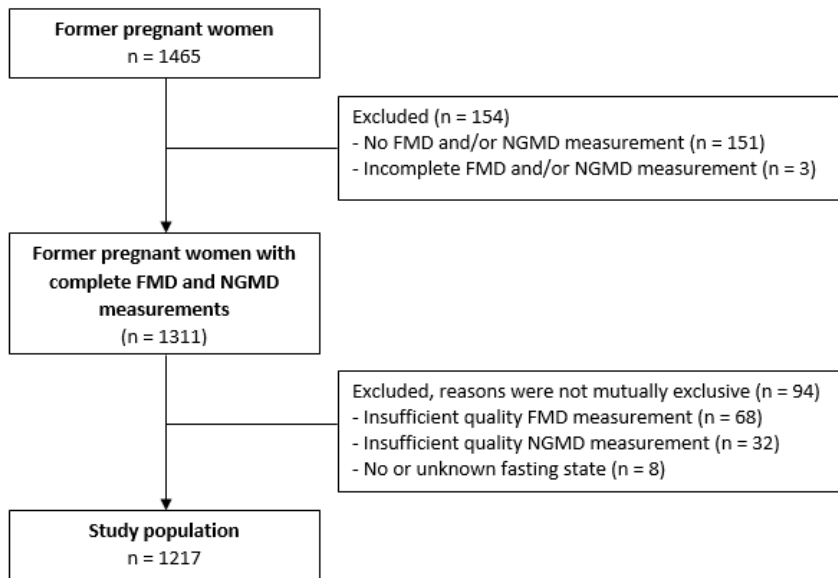 Former pregnant women
n = 1465
Excluded (n = 154)
- No FMD and/or NGMD measurement (n = 151)
- Incomplete FMD and/or NGMD measurement (n = 3)
Former pregnant women with
complete FMD and NGMD
measurements
(n = 1311)
Excluded, reasons were not mutually exclusive (n = 94)
- Insufficient quality FMD measurement (n = 68)
- Insufficient quality NGMD measurement (n = 32)
- No or unknown fasting state (n = 8)
Study population
n = 1217